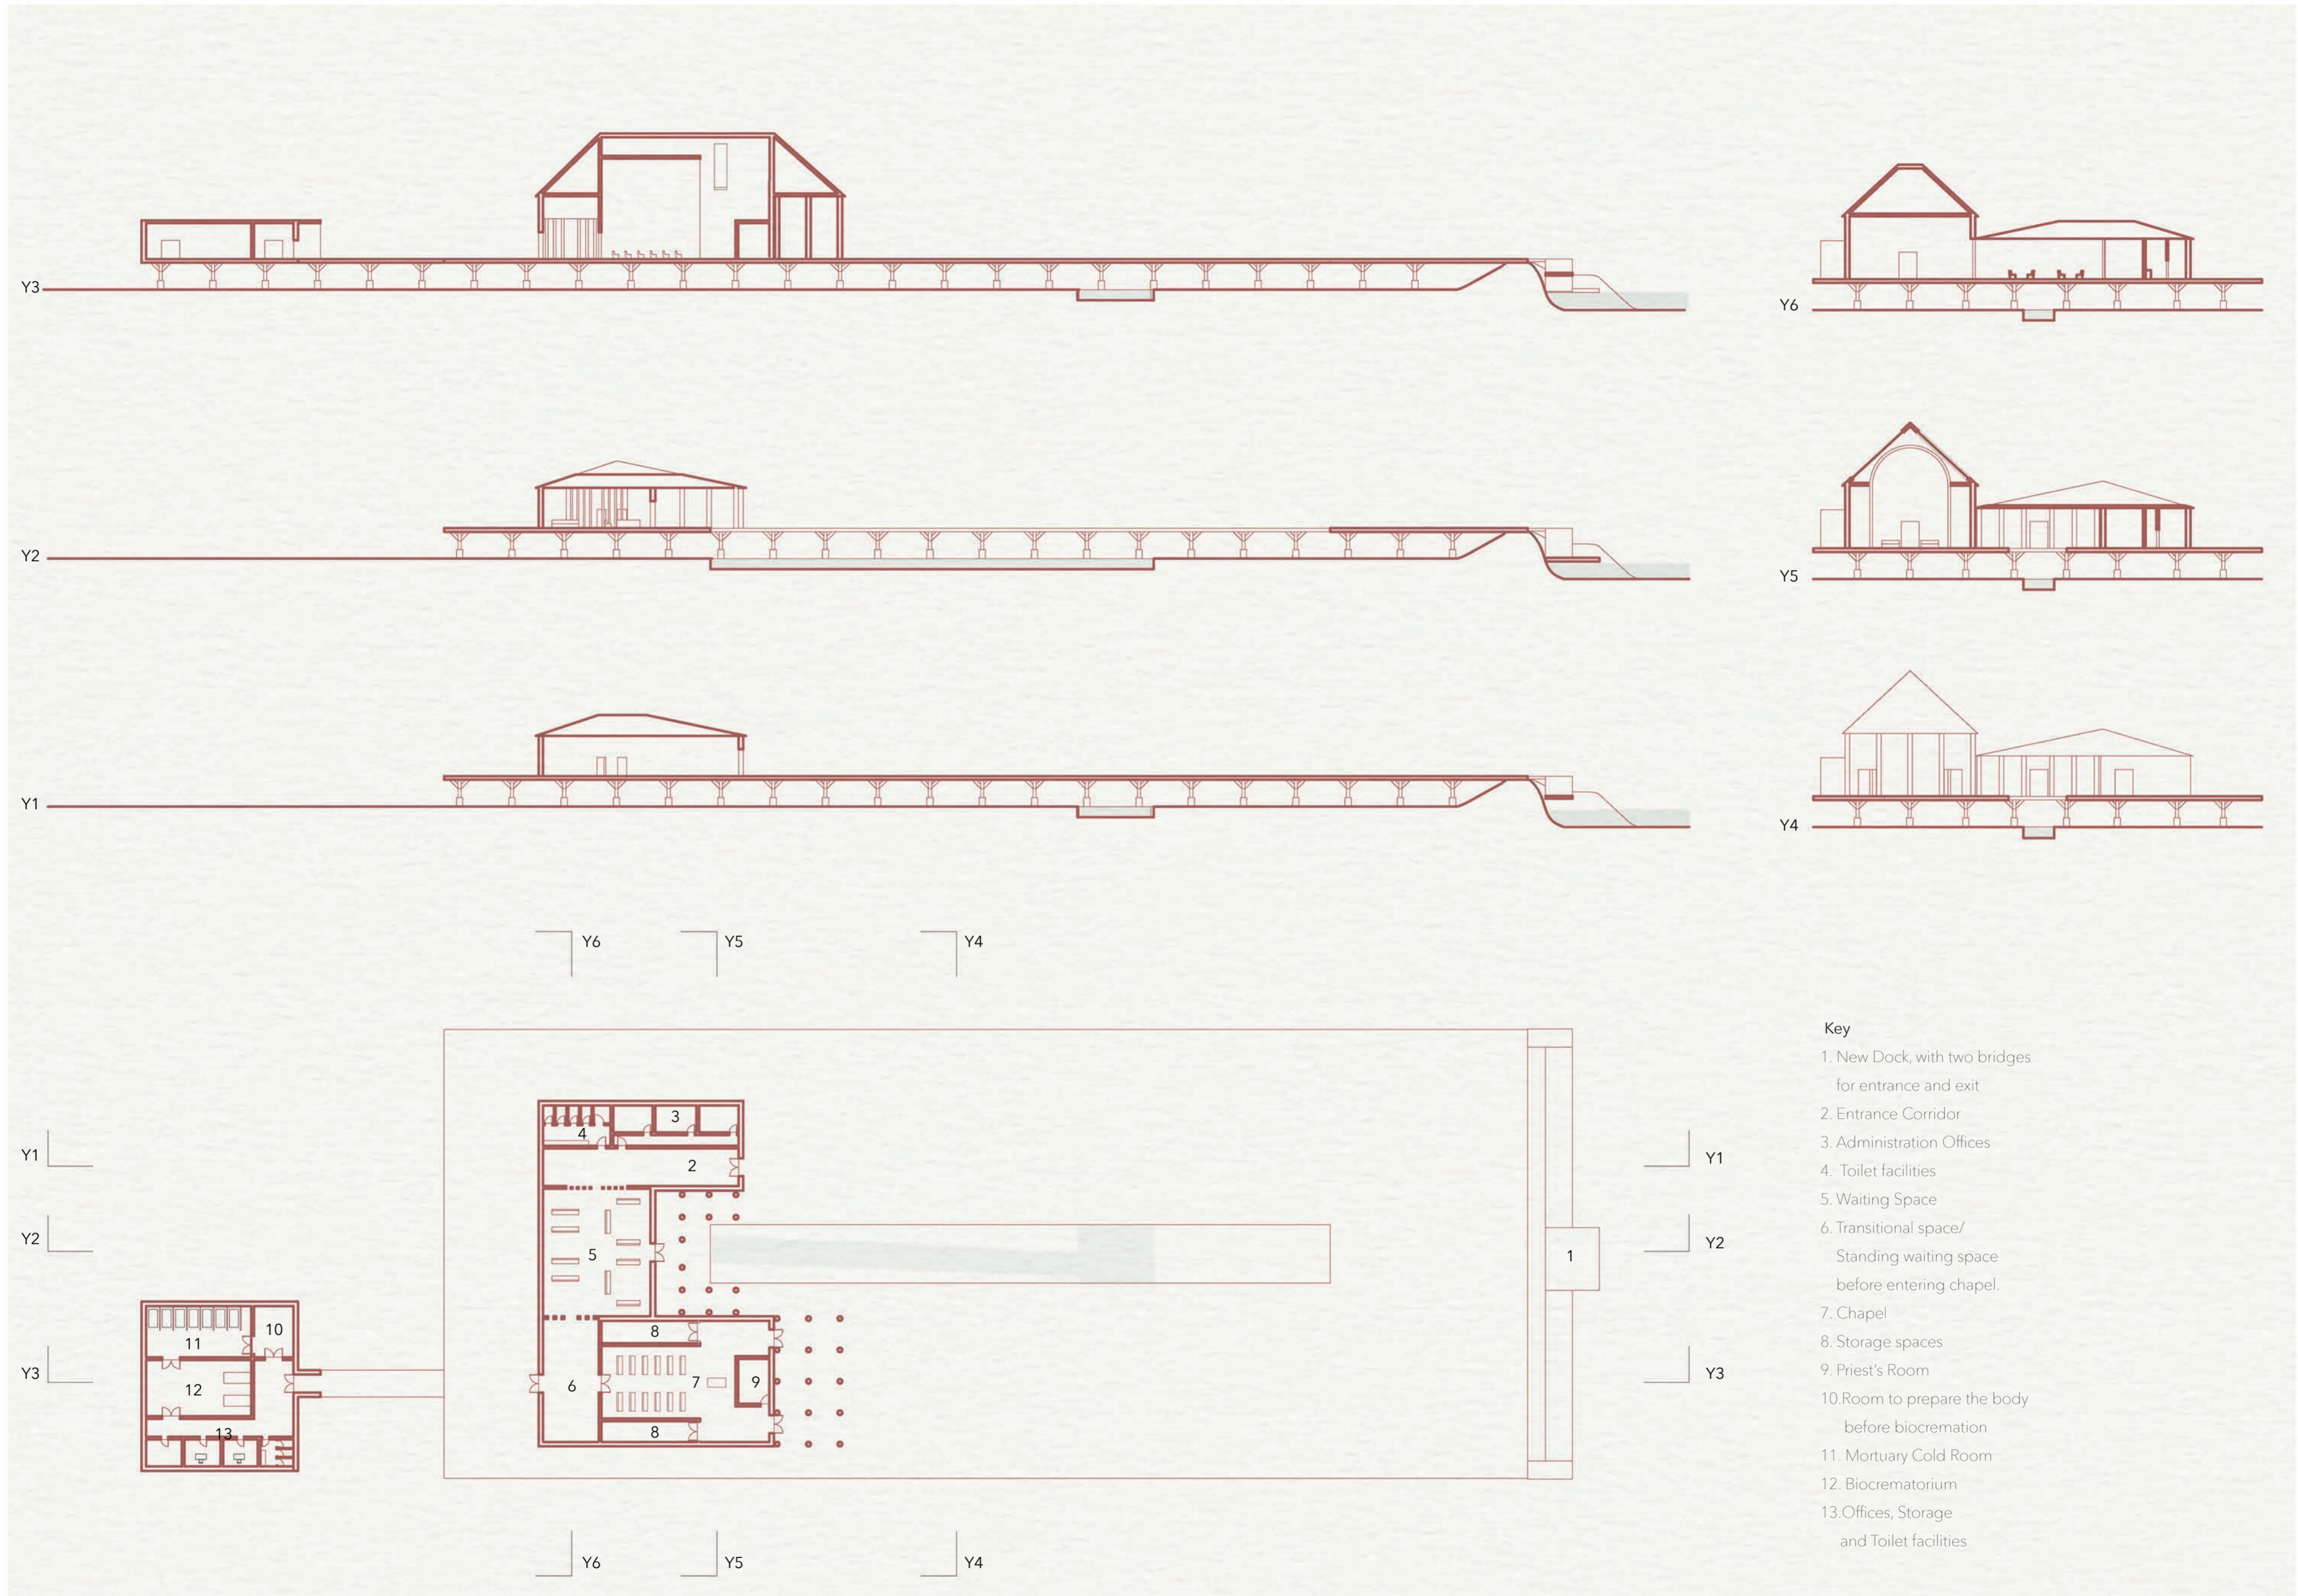 Y3
Y6
Y2
Y5
Y1
Y4
Y6
Y5
Y4
Key
1. New Dock, with two bridges
for entrance and exit
2. Entrance Corridor
3. Administration Offices
4. Toilet facilities
5. Waiting Space
6. Transitional space/
Standing waiting space
before entering chapel.
7. Chapel
8. Storage spaces
9. Priest's Room
10.Room to prepare the body
before biocremation
11. Mortuary Cold Room
12. Biocrematorium
13.Offices, Storage
and Toilet facilities
3
4
Y1
2
Y1
Y2
5
1
Y2
10
8
11
Y3
12
6
7
9
Y3
13
8
Y6
Y5
Y4